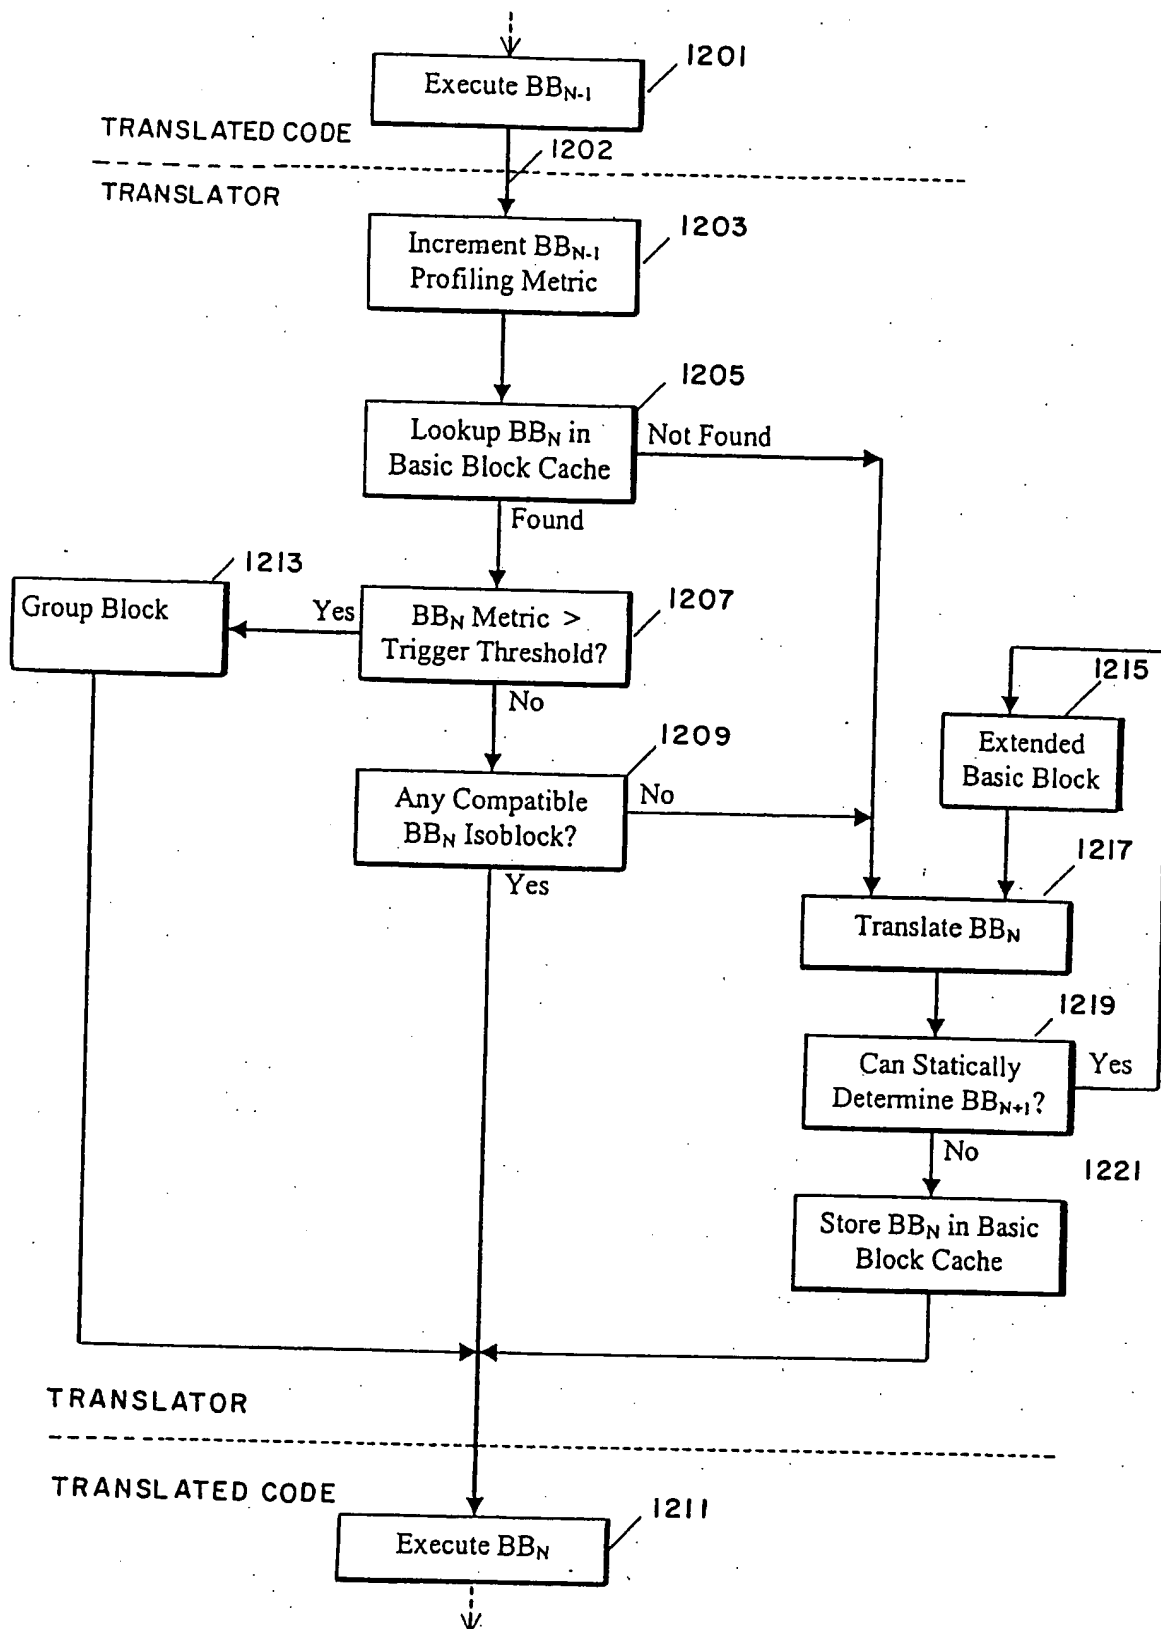 1201
Execute BBN-1
TRANSLATED CODE
1202
TRANSLATOR
1203
Increment BBN-1
Profiling Metric
1205
Lookup BBN in
Basic Block Cache
Not Found
Found
1213
Group Block
Yes
1207
BBN Metric >
Trigger Threshold?
No
1215
Extended
Basic Block
1209
Any Compatible
BBN Isoblock?
No
Yes
1217
Translate BBN
1219
Can Statically
Determine BBN+1?
Yes
No
1221
Store BBN in Basic
Block Cache
TRANSLATOR
TRANSLATED CODE
1211
Execute BBN